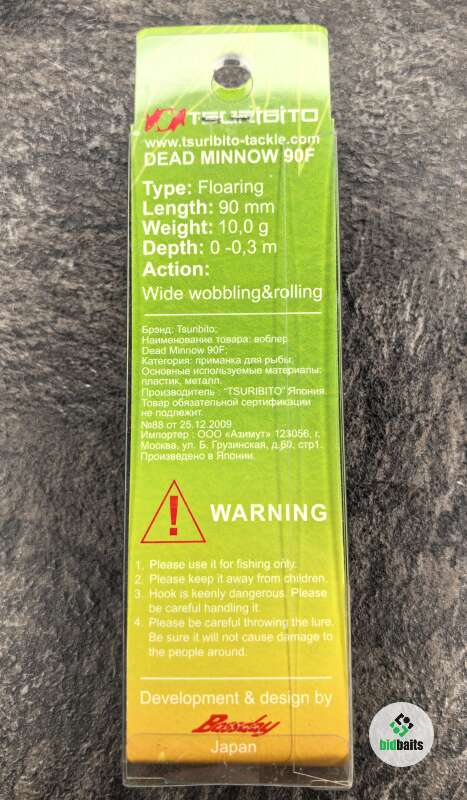 TSURIBITO
www.tsuribito-tackle.com
DEAD MINNOW 90F
Type: Floaring
Length: 90 mm
Weight: 10,0 g
Depth: 0 -0,3 m
Action:
Wide wobbling&rolling
Брэнд: Tsuribito;
Наименование товара: воблер
Dead Minnow 90F;
Категория: приманка для рыбы;
Основные используемые материалы:
пластик, металл.
Производитель : "TSURIBITO" Япония.
Товар обязательной сертификации
не подлежит.
№88 от 25.12.2009
Импортер : ООО «Азимут» 123056, г.
Москва, ул. Б. Грузинская, д.60, стр1.
Произведено в Японии.
! WARNING
1. Please use it for fishing only.
2. Please keep it away from children.
3. Hook is keenly dangerous. Please
be careful handling it.
4. Please be careful throwing the lure.
Be sure it will not cause damage to
the people around.
Development & design by
Bassday
Japan
bidbaits